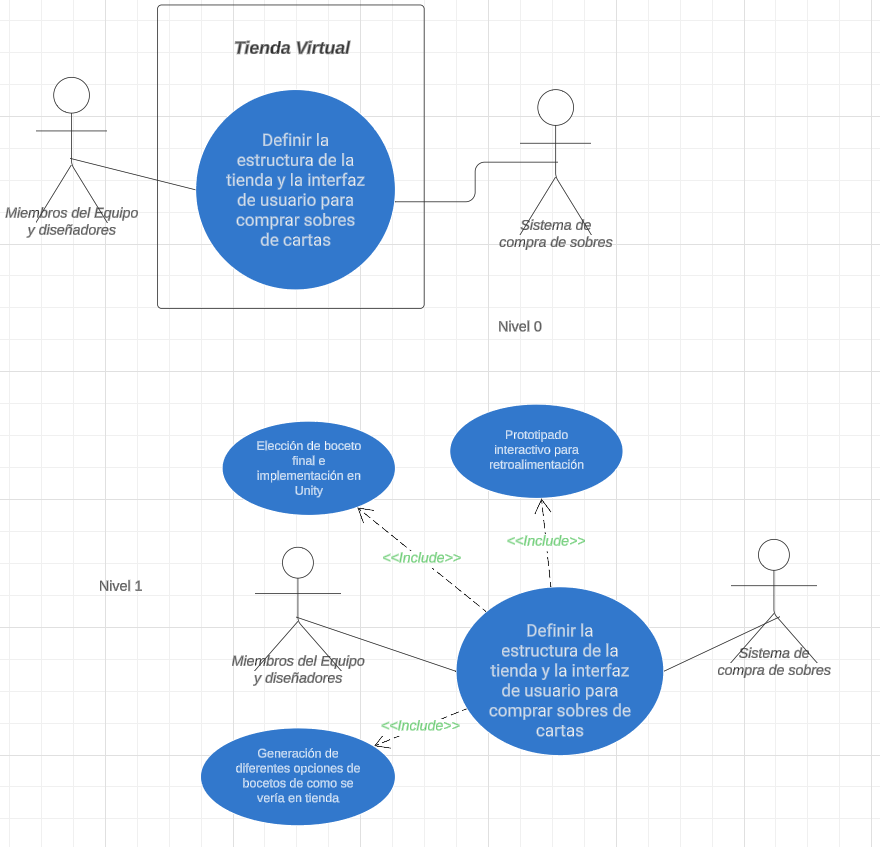 Tienda Virtual
Definir la
estructura de la
tienda y la interfaz
de usuario para
comprar sobres
de cartas
Miembros del Equipo
y diseñadores
Sistema de
compra de sobres
Nivel 0
Elección de boceto
final e
implementación en
Unity
Prototipado
interactivo para
retroalimentación
<<Include>>
<<Include>>
Nivel 1
Miembros del Equipo
y diseñadores
Definir la
estructura de la
tienda y la interfaz
de usuario para
comprar sobres de
cartas
Sistema de
compra de sobres
<<Include>>
Generación de
diferentes opciones de
bocetos de como se
vería en tienda